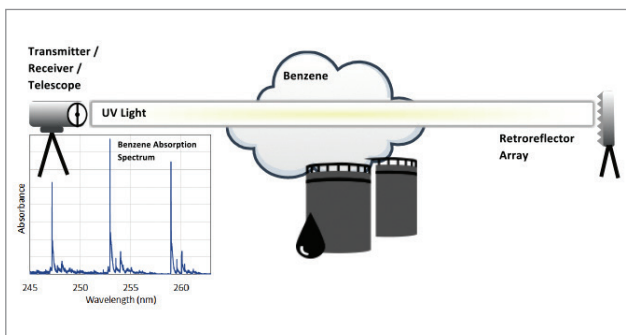 Transmitter /
Receiver /
Telescope
Benzene
UV Light
Retroreflector
Array
Benzene Absorption
Spectrum
Absorbance
245 250 255 260
Wavelength (nm)